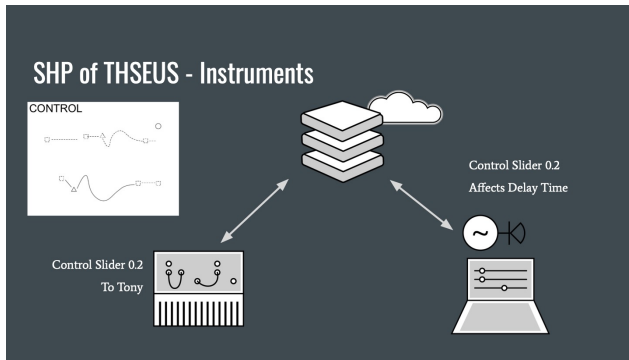 SHP of THSEUS - Instruments
CONTROL
Control Slider 0.2
Affects Delay Time
Control Slider 0.2
To Tony